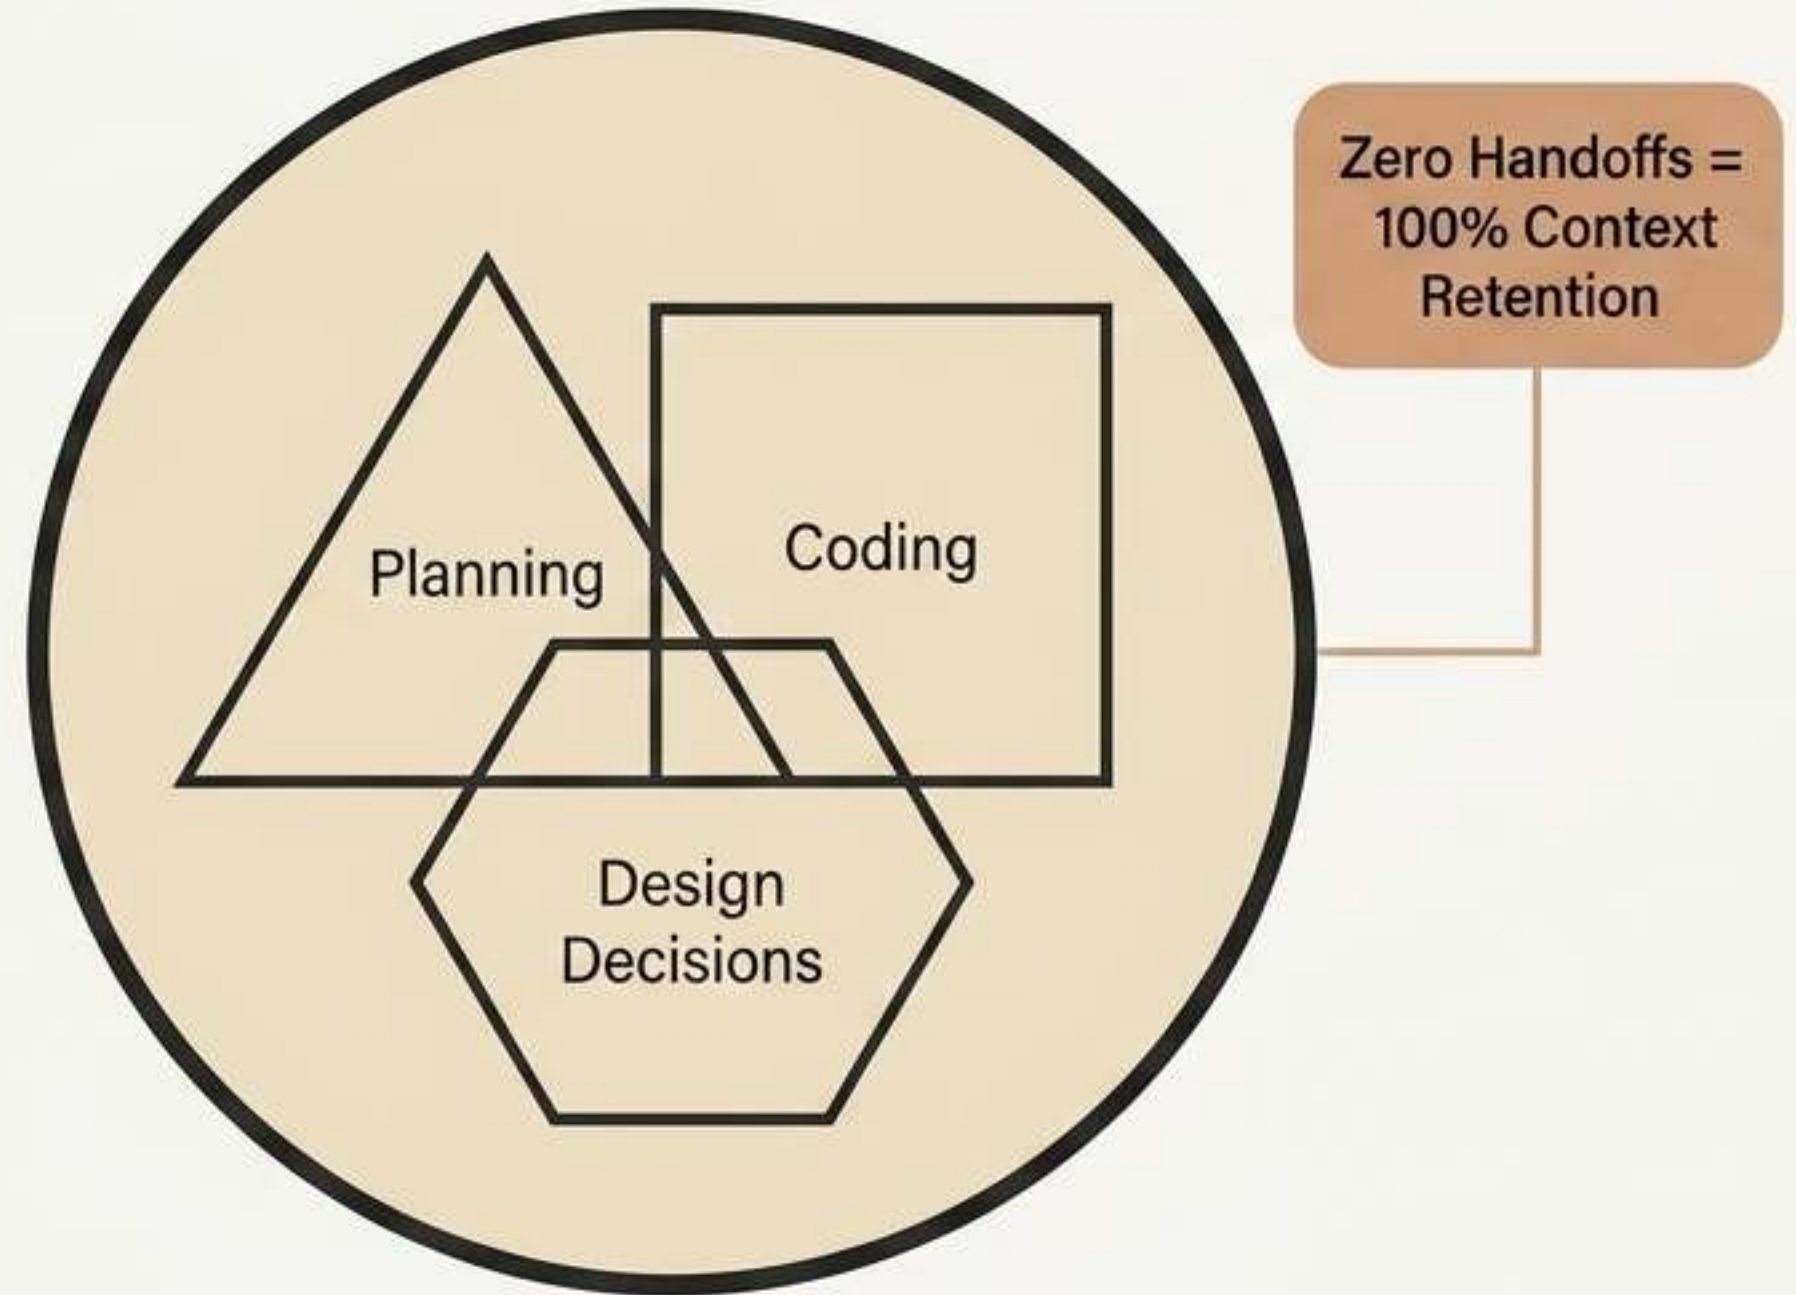 Zero Handoffs =
100% Context
Retention
Planning
Coding
Design
Decisions